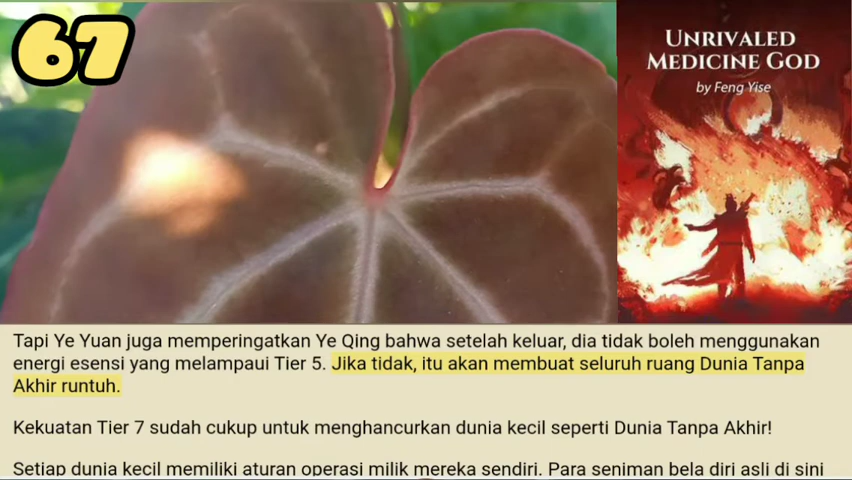 67
UNRIVALED
MEDICINE GOD
by Feng Yise
Tapi Ye Yuan juga memperingatkan Ye Qing bahwa setelah keluar, dia tidak boleh menggunakan
energi esensi yang melampaui Tier 5. Jika tidak, itu akan membuat seluruh ruang Dunia Tanpa
Akhir runtuh.
Kekuatan Tier 7 sudah cukup untuk menghancurkan dunia kecil seperti Dunia Tanpa Akhir!
Setiap dunia kecil memiliki aturan operasi milik mereka sendiri. Para seniman bela diri asli di sini